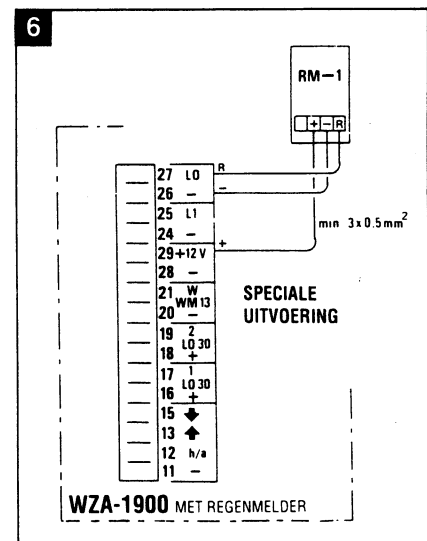 6
RM-1
+ - R
27 L0 R
26 - -
25 L1
24 -
min 3x0.5mm²
29 +12 V +
28 -
21 W
WM 13
20 -
19 2
LO 30
18 +
17 1
LO 30
16 +
15 ↓
13 ↑
12 h/a
11 -
SPECIALE
UITVOERING
WZA-1900 MET REGENMELDER